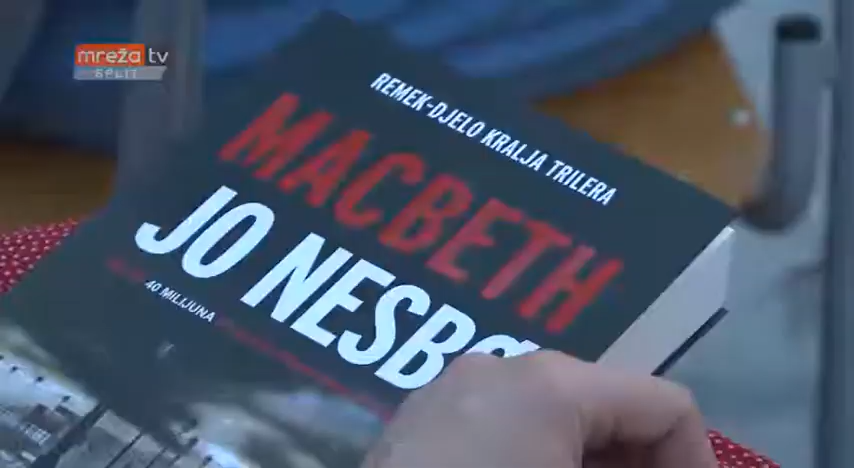 mreža tv
SPLIT
REMEK-DJELO KRALJA TRILERA
MACBETH
JO NESBØ
40 MILIJUNA